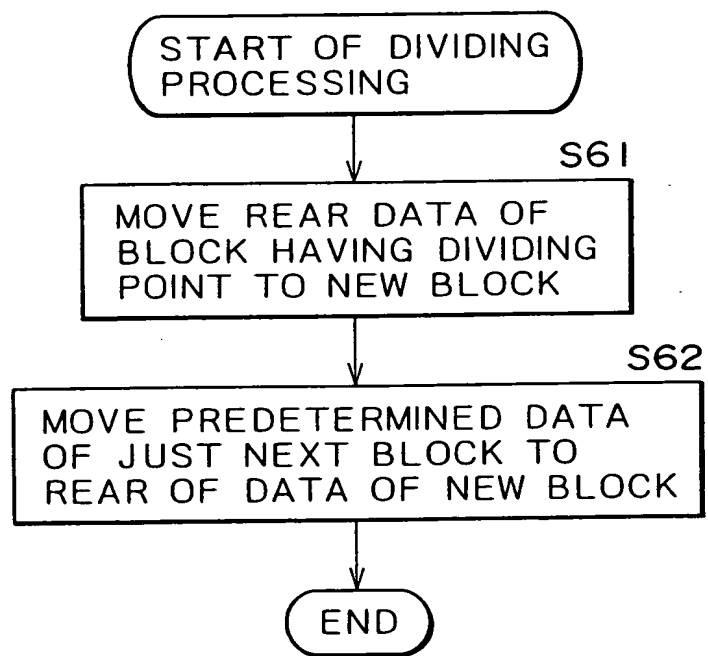 START OF DIVIDING
PROCESSING
S61
MOVE REAR DATA OF
BLOCK HAVING DIVIDING
POINT TO NEW BLOCK
S62
MOVE PREDETERMINED DATA
OF JUST NEXT BLOCK TO
REAR OF DATA OF NEW BLOCK
END